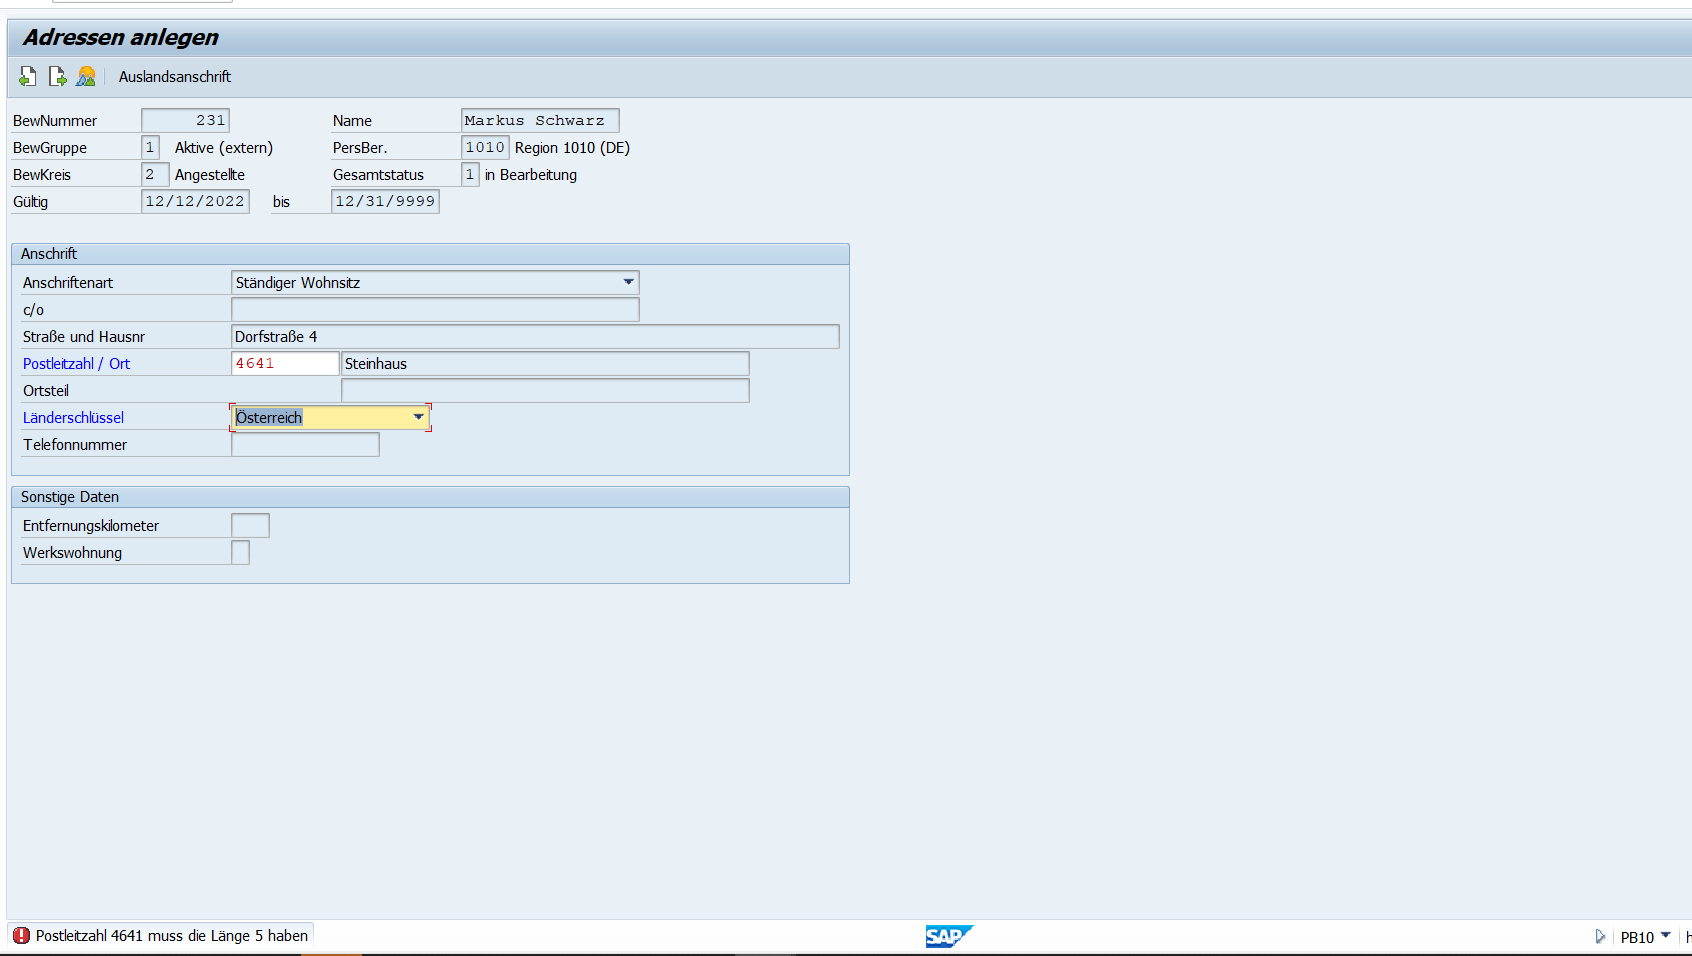 Adressen anlegen
Auslandsanschrift
BewNummer 231 Name Markus Schwarz
BewGruppe 1 Aktive (extern) PersBer. 1010 Region 1010 (DE)
BewKreis 2 Angestellte Gesamtstatus 1 in Bearbeitung
Gültig 12/12/2022 bis 12/31/9999
Anschrift
Anschriftenart Ständiger Wohnsitz
c/o
Straße und Hausnr Dorfstraße 4
Postleitzahl / Ort 4641 Steinhaus
Ortsteil
Länderschlüssel Österreich
Telefonnummer
Sonstige Daten
Entfernungskilometer
Werkswohnung
Postleitzahl 4641 muss die Länge 5 haben SAP PB10